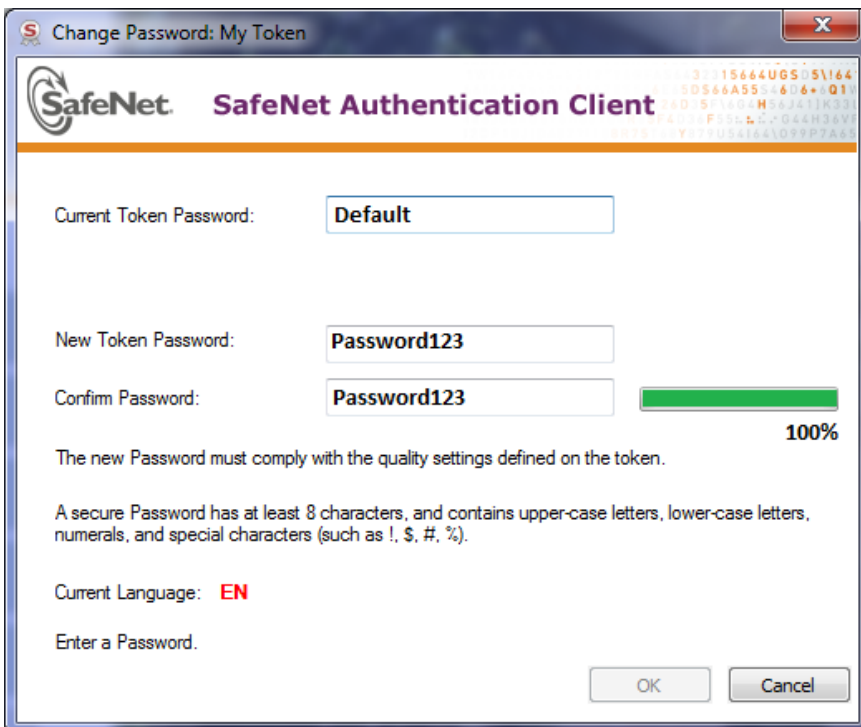 Change Password: My Token
SafeNet. SafeNet Authentication Client
Current Token Password: Default
New Token Password: Password123
Confirm Password: Password123
100%
The new Password must comply with the quality settings defined on the token.
A secure Password has at least 8 characters, and contains upper-case letters, lower-case letters,
numerals, and special characters (such as !, $, #, %).
Current Language: EN
Enter a Password.
OK Cancel